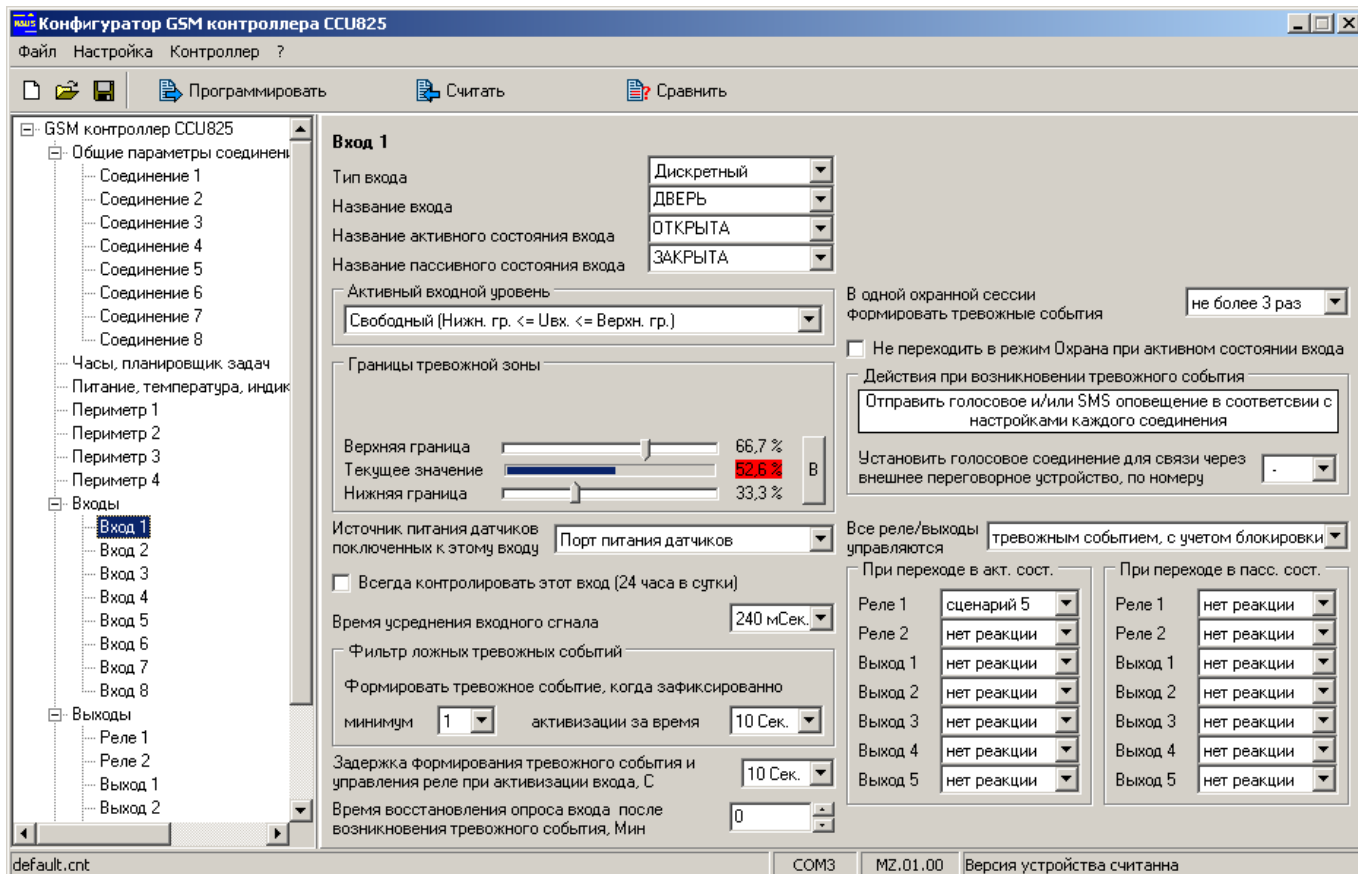 Конфигуратор GSM контроллера CCU825
Файл Настройка Контроллер ?
Программировать Считать Сравнить
GSM контроллер CCU825
Общие параметры соединени
Соединение 1
Соединение 2
Соединение 3
Соединение 4
Соединение 5
Соединение 6
Соединение 7
Соединение 8
Часы, планировщик задач
Питание, температура, индик
Периметр 1
Периметр 2
Периметр 3
Периметр 4
Входы
Вход 1
Вход 2
Вход 3
Вход 4
Вход 5
Вход 6
Вход 7
Вход 8
Выходы
Реле 1
Реле 2
Выход 1
Выход 2
Вход 1
Тип входа Дискретный
Название входа ДВЕРЬ
Название активного состояния входа ОТКРЫТА
Название пассивного состояния входа ЗАКРЫТА
Активный входной уровень
Свободный (Нижн. гр. <= Uвх. <= Верхн. гр.)
Границы тревожной зоны
Верхняя граница 66,7 %
Текущее значение 52,6 %
Нижняя граница 33,3 %
В
Источник питания датчиков
поключенных к этому входу Порт питания датчиков
Всегда контролировать этот вход (24 часа в сутки)
Время усреднения входного сгнала 240 мСек.
Фильтр ложных тревожных событий
Формировать тревожное событие, когда зафиксированно
минимум 1 активизации за время 10 Сек.
Задержка формирования тревожного события и
управления реле при активизации входа, С 10 Сек.
Время восстановления опроса входа после
возникновения тревожного события, Мин 0
В одной охранной сессии
формировать тревожные события не более 3 раз
Не переходить в режим Охрана при активном состоянии входа
Действия при возникновении тревожного события
Отправить голосовое и/или SMS оповещение в соответсвии с
настройками каждого соединения
Установить голосовое соединение для связи через
внешнее переговорное устройство, по номеру -
Все реле/выходы
управляются тревожным событием, с учетом блокировки
При переходе в акт. сост.
Реле 1 сценарий 5
Реле 2 нет реакции
Выход 1 нет реакции
Выход 2 нет реакции
Выход 3 нет реакции
Выход 4 нет реакции
Выход 5 нет реакции
При переходе в пасс. сост.
Реле 1 нет реакции
Реле 2 нет реакции
Выход 1 нет реакции
Выход 2 нет реакции
Выход 3 нет реакции
Выход 4 нет реакции
Выход 5 нет реакции
default.cnt COM3 MZ.01.00 Версия устройства считанна